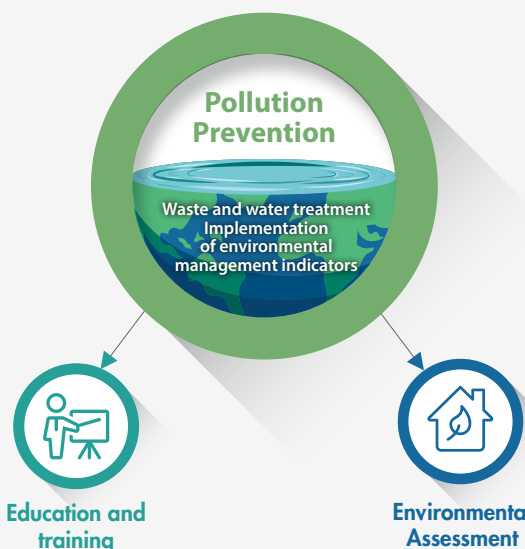 Pollution
Prevention
Waste and water treatment
Implementation
of environmental
management indicators
Education and
training
Environmenta
Assessment